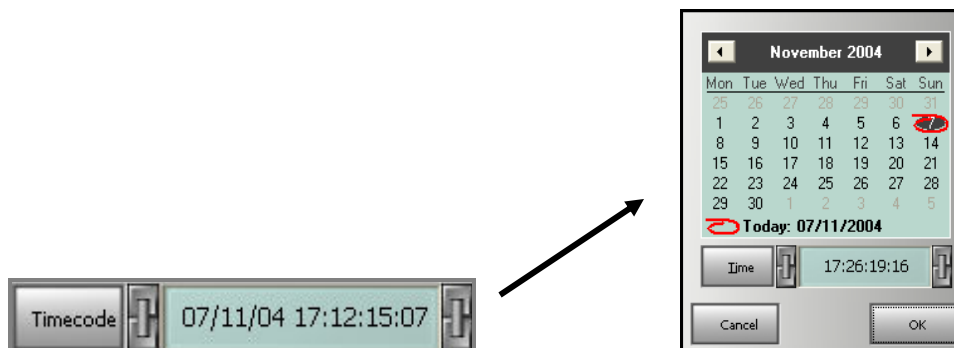 November 2004
Mon Tue Wed Thu Fri Sat Sun
25 26 27 28 29 30 31
1 2 3 4 5 6 7
8 9 10 11 12 13 14
15 16 17 18 19 20 21
22 23 24 25 26 27 28
29 30 1 2 3 4 5
Today: 07/11/2004
Time 17:26:19:16
Cancel OK
Timecode 07/11/04 17:12:15:07